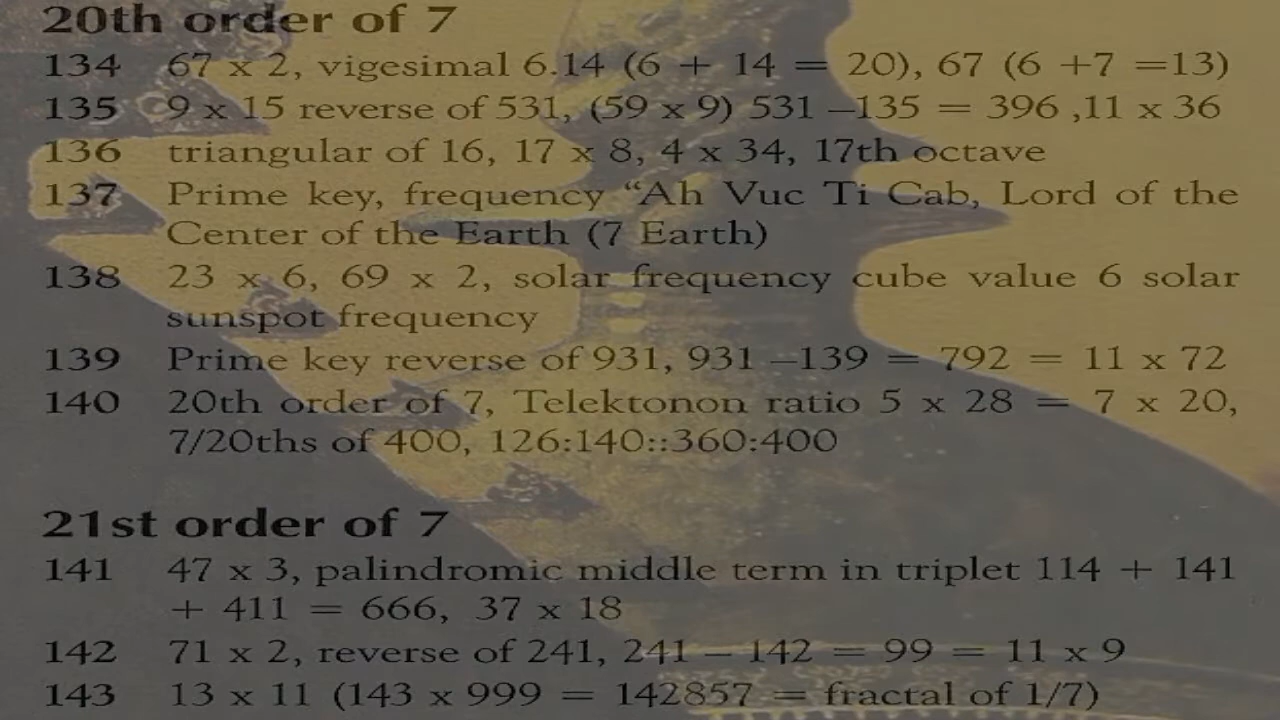 20th order of 7
134 67 x 2, vigesimal 6.14 (6 + 14 = 20), 67 (6 +7 =13)
135 9 x 15 reverse of 531, (59 x 9) 531 –135 = 396 ,11 x 36
136 triangular of 16, 17 x 8, 4 x 34, 17th octave
137 Prime key, frequency “Ah Vuc Ti Cab, Lord of the
Center of the Earth (7 Earth)
138 23 x 6, 69 x 2, solar frequency cube value 6 solar
sunspot frequency
139 Prime key reverse of 931, 931 –139 = 792 = 11 x 72
140 20th order of 7, Telektonon ratio 5 x 28 = 7 x 20,
7/20ths of 400, 126:140::360:400
21st order of 7
141 47 x 3, palindromic middle term in triplet 114 + 141
+ 411 = 666, 37 x 18
142 71 x 2, reverse of 241, 241 – 142 = 99 = 11 x 9
143 13 x 11 (143 x 999 = 142857 = fractal of 1/7)